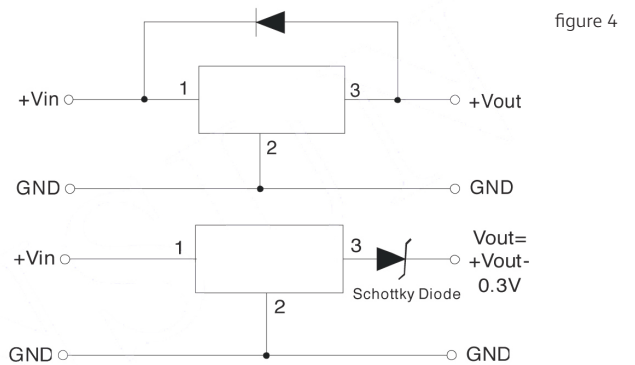 figure 4
+Vin
1
3
+Vout
2
GND
GND
+Vin
1
3
Vout=
+Vout-
0.3V
Schottky Diode
2
GND
GND